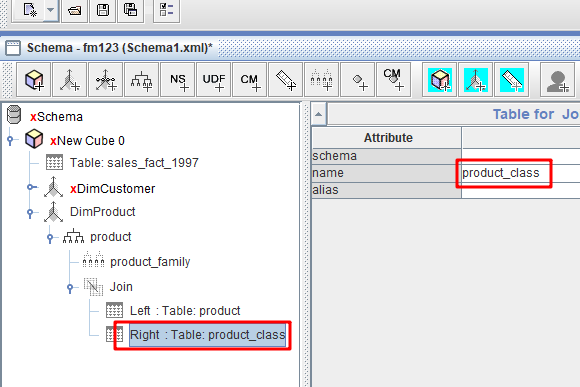 Schema - fm123 (Schema1.xml)*
NS UDF CM CM
xSchema
xNew Cube 0
Table: sales_fact_1997
xDimCustomer
DimProduct
product
product_family
Join
Left : Table: product
Right : Table: product_class
Table for Jo
Attribute
schema
name product_class
alias